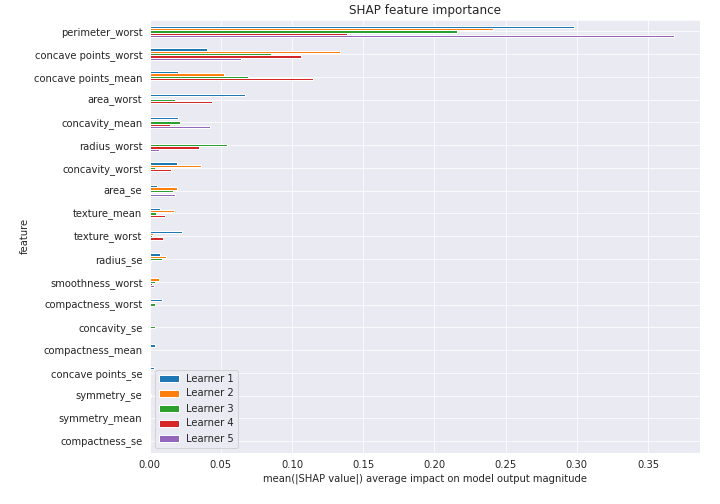 SHAP feature importance
perimeter_worst
concave points_worst
concave points_mean
area_worst
concavity_mean
radius_worst
concavity_worst
area_se
texture_mean
texture_worst
radius_se
smoothness_worst
compactness_worst
concavity_se
compactness_mean
concave points_se
symmetry_se
symmetry_mean
compactness_se
feature
Learner 1
Learner 2
Learner 3
Learner 4
Learner 5
0.00 0.05 0.10 0.15 0.20 0.25 0.30 0.35
mean(|SHAP value|) average impact on model output magnitude